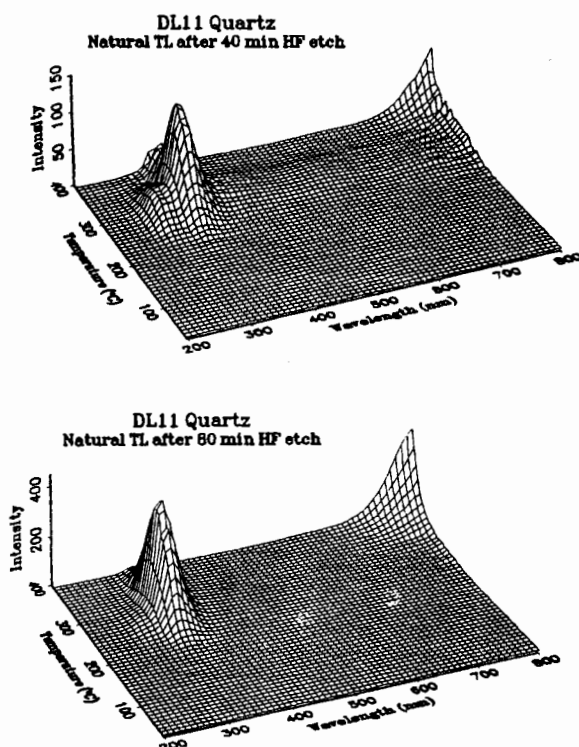 DL11 Quartz
Natural TL after 40 min HF etch
150
100
50
Intensity
400
300
200
100
Temperature (°C)
200
300
400
500
600
700
800
Wavelength (nm)
DL11 Quartz
Natural TL after 80 min HF etch
400
200
0
Intensity
300
200
100
Temperature (°C)
200
300
400
500
600
700
800
Wavelength (nm)